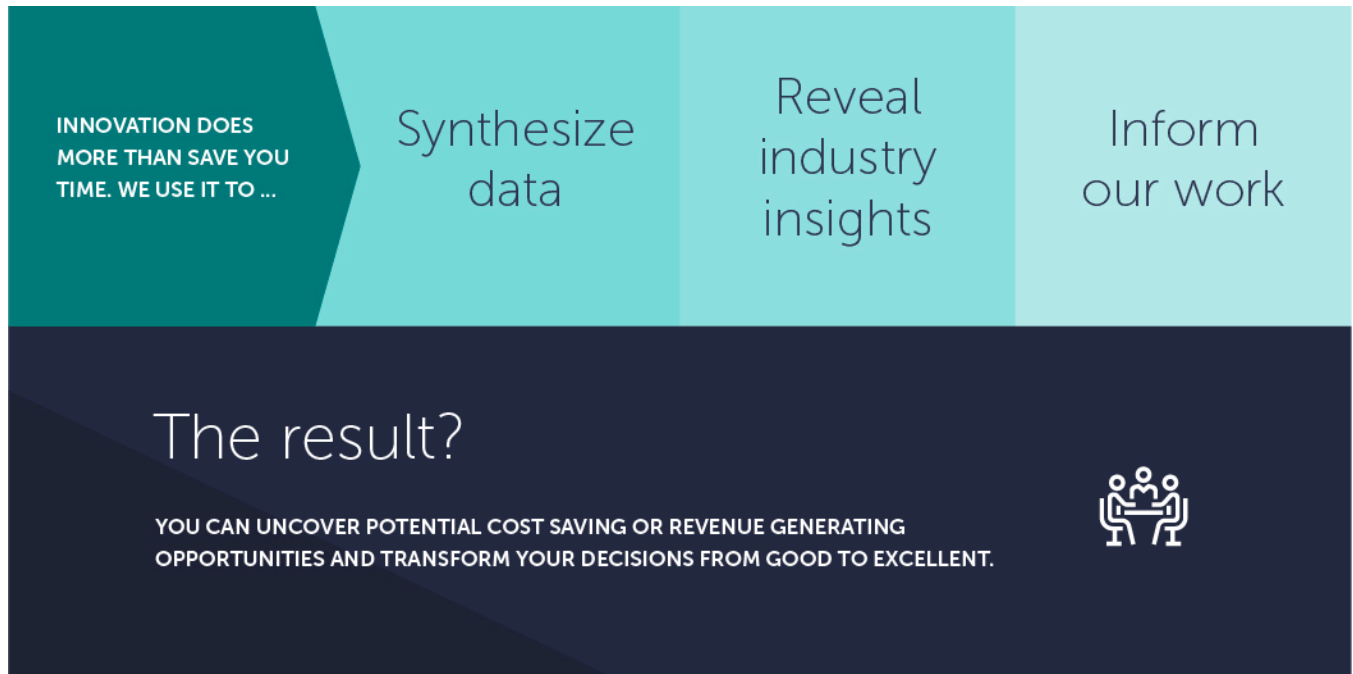 INNOVATION DOES
MORE THAN SAVE YOU
TIME. WE USE IT TO ...
Synthesize
data
Reveal
industry
insights
Inform
our work
The result?
YOU CAN UNCOVER POTENTIAL COST SAVING OR REVENUE GENERATING
OPPORTUNITIES AND TRANSFORM YOUR DECISIONS FROM GOOD TO EXCELLENT.